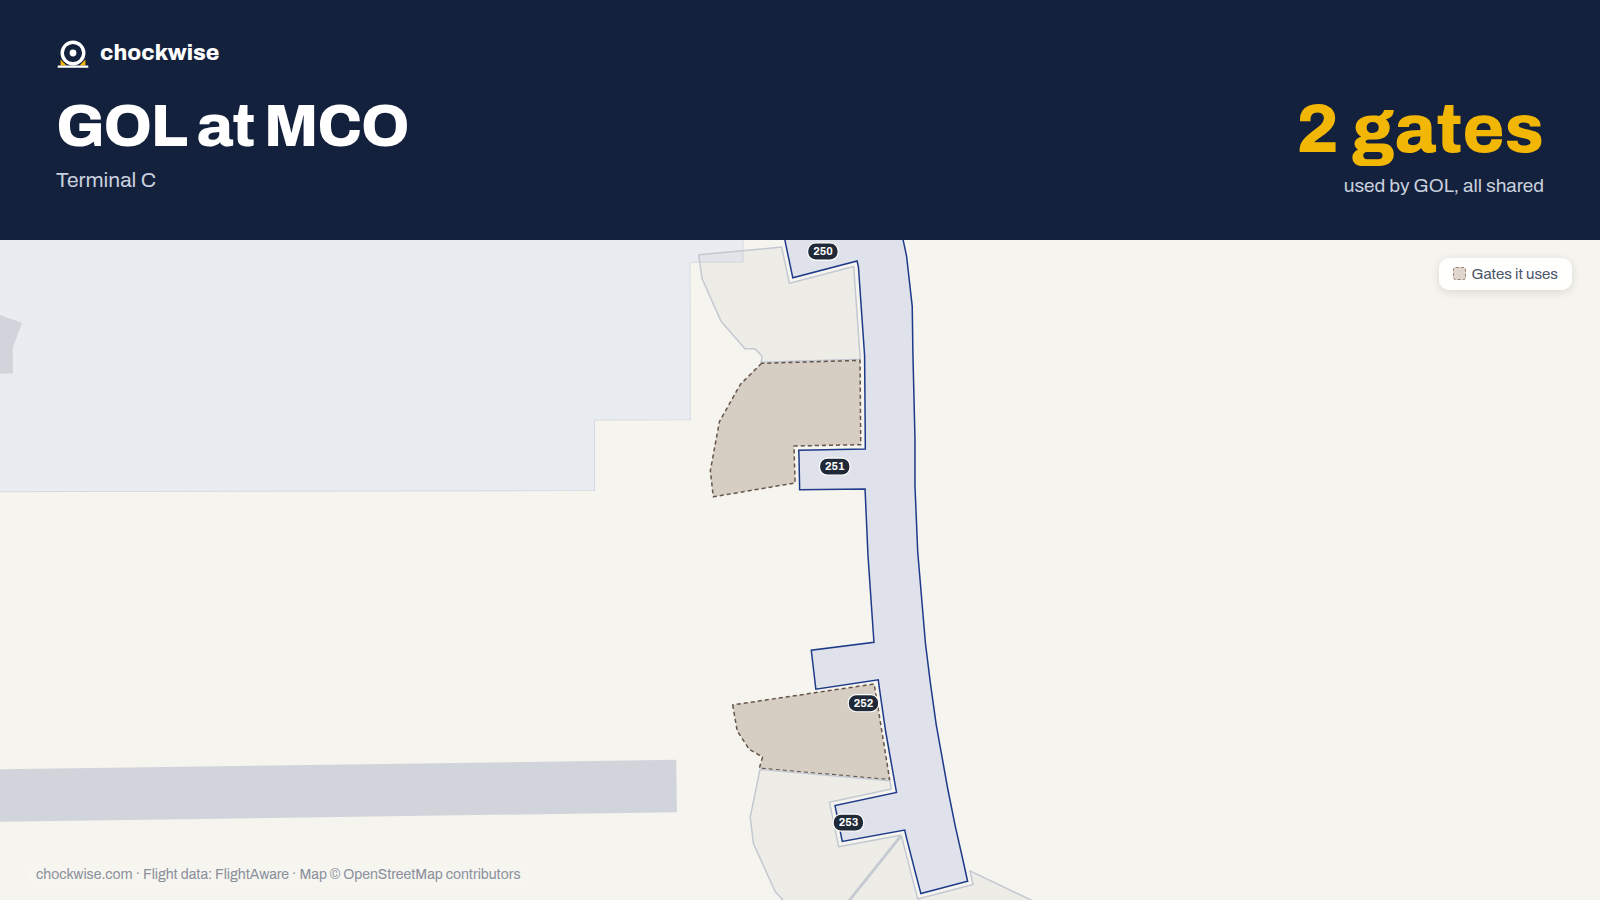 chockwise
GOL at MCO
Terminal C
2 gates
used by GOL, all shared
Gates it uses
250
251
252
253
chockwise.com · Flight data: FlightAware · Map © OpenStreetMap contributors